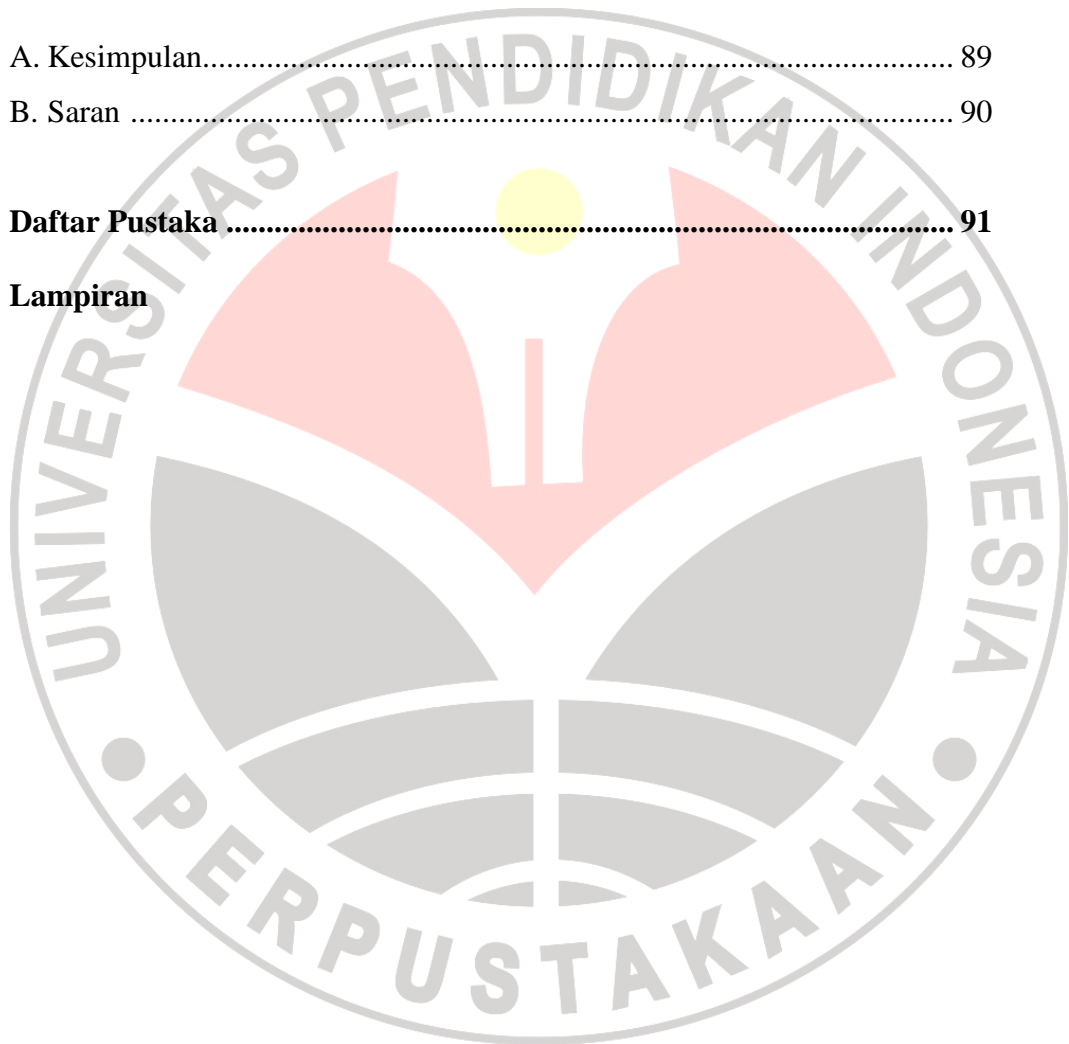 A. Kesimpulan.............................................................................................. 89
B. Saran ....................................................................................................... 90
Daftar Pustaka ........................................................................................... 91
Lampiran
UNIVERSITAS PENDIDIKAN INDONESIA
PERPUSTAKAAN